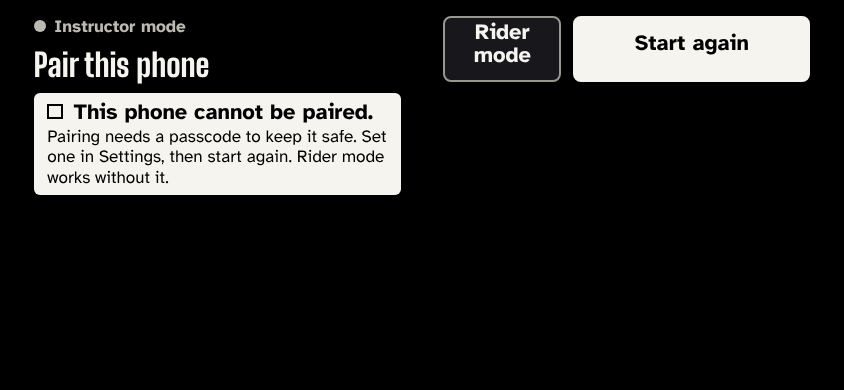 Instructor mode
Pair this phone
This phone cannot be paired.
Pairing needs a passcode to keep it safe. Set
one in Settings, then start again. Rider mode
works without it.
Rider
mode
Start again